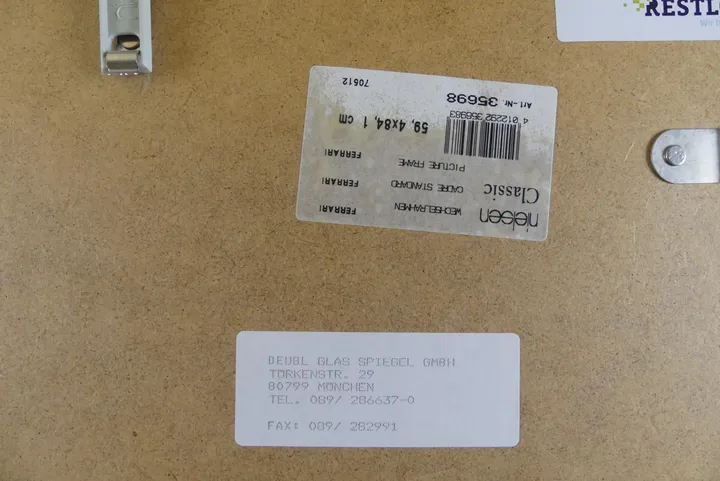 RESTLO
nielsen
Classic
WECHSELRAHMEN FERRARI
CADRE STANDARD FERRARI
PICTURE FRAME FERRARI
4 012292 356983
59, 4x84, 1 cm
Art.-Nr. 35698
70512
DEUBL GLAS SPIEGEL GMBH
TÜRKENSTR. 29
80799 MÜNCHEN
TEL. 089/ 286637-0
FAX: 089/ 282991